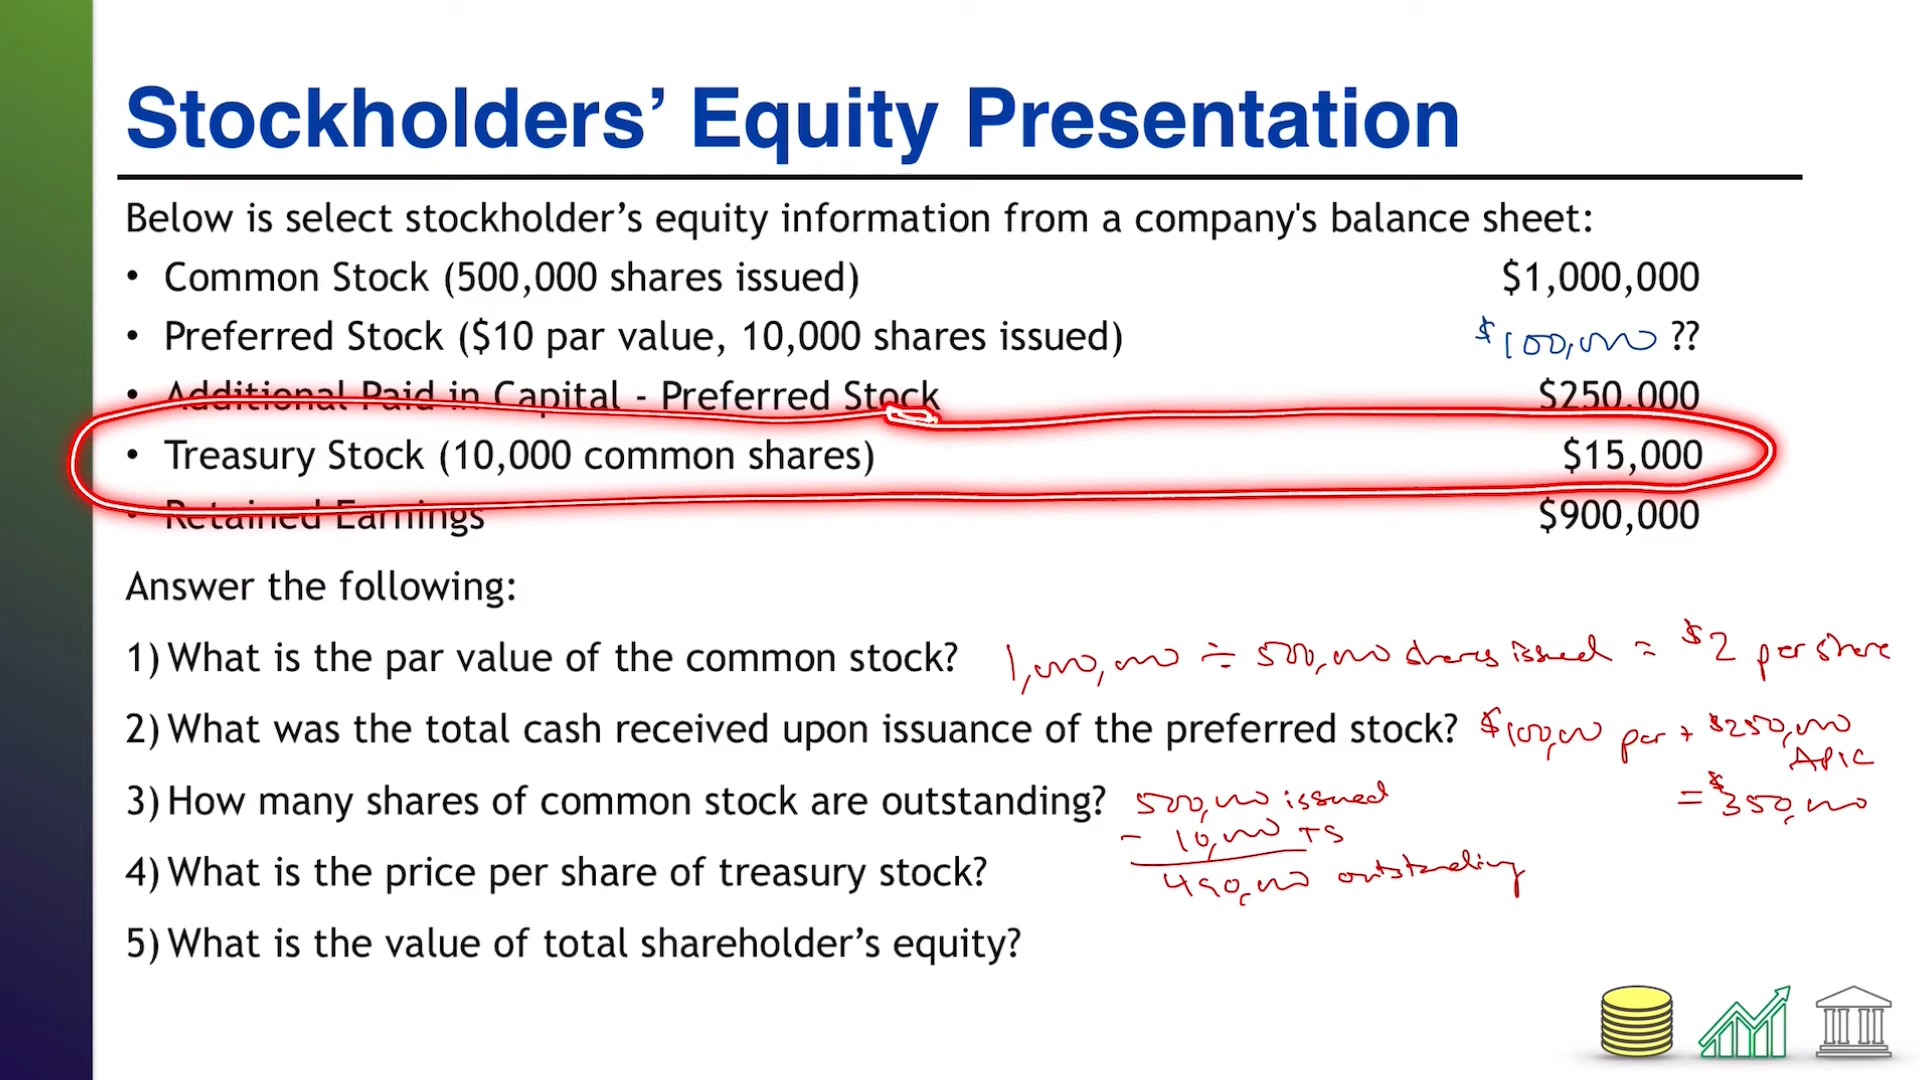 Stockholders’ Equity Presentation
Below is select stockholder’s equity information from a company's balance sheet:
• Common Stock (500,000 shares issued) $1,000,000
• Preferred Stock ($10 par value, 10,000 shares issued) $100,000 ??
• Additional Paid in Capital - Preferred Stock $250,000
• Treasury Stock (10,000 common shares) $15,000
• Retained Earnings $900,000
Answer the following:
1) What is the par value of the common stock? 1,000,000 ÷ 500,000 shares issued = $2 per share
2) What was the total cash received upon issuance of the preferred stock? $100,000 par + $250,000
APIC
= $350,000
3) How many shares of common stock are outstanding? 500,000 issued
- 10,000 TS
490,000 outstanding
4) What is the price per share of treasury stock?
5) What is the value of total shareholder’s equity?